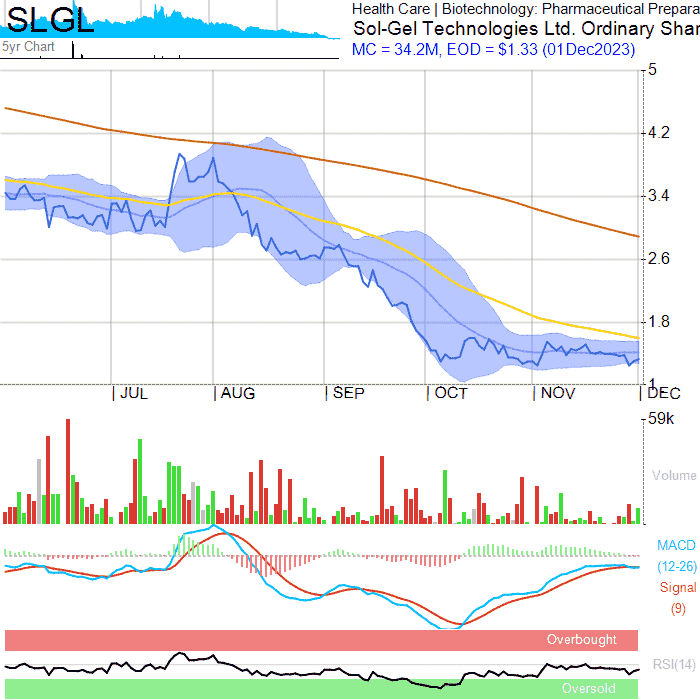 SLGL
Health Care | Biotechnology: Pharmaceutical Prepara
Sol-Gel Technologies Ltd. Ordinary Shar
MC = 34.2M, EOD = $1.33 (01Dec2023)
5yr Chart
5
4.2
3.4
2.6
1.8
1
| JUL | AUG | SEP | OCT | NOV | DEC
59k
Volume
MACD
(12-26)
Signal
(9)
Overbought
RSI(14)
Oversold